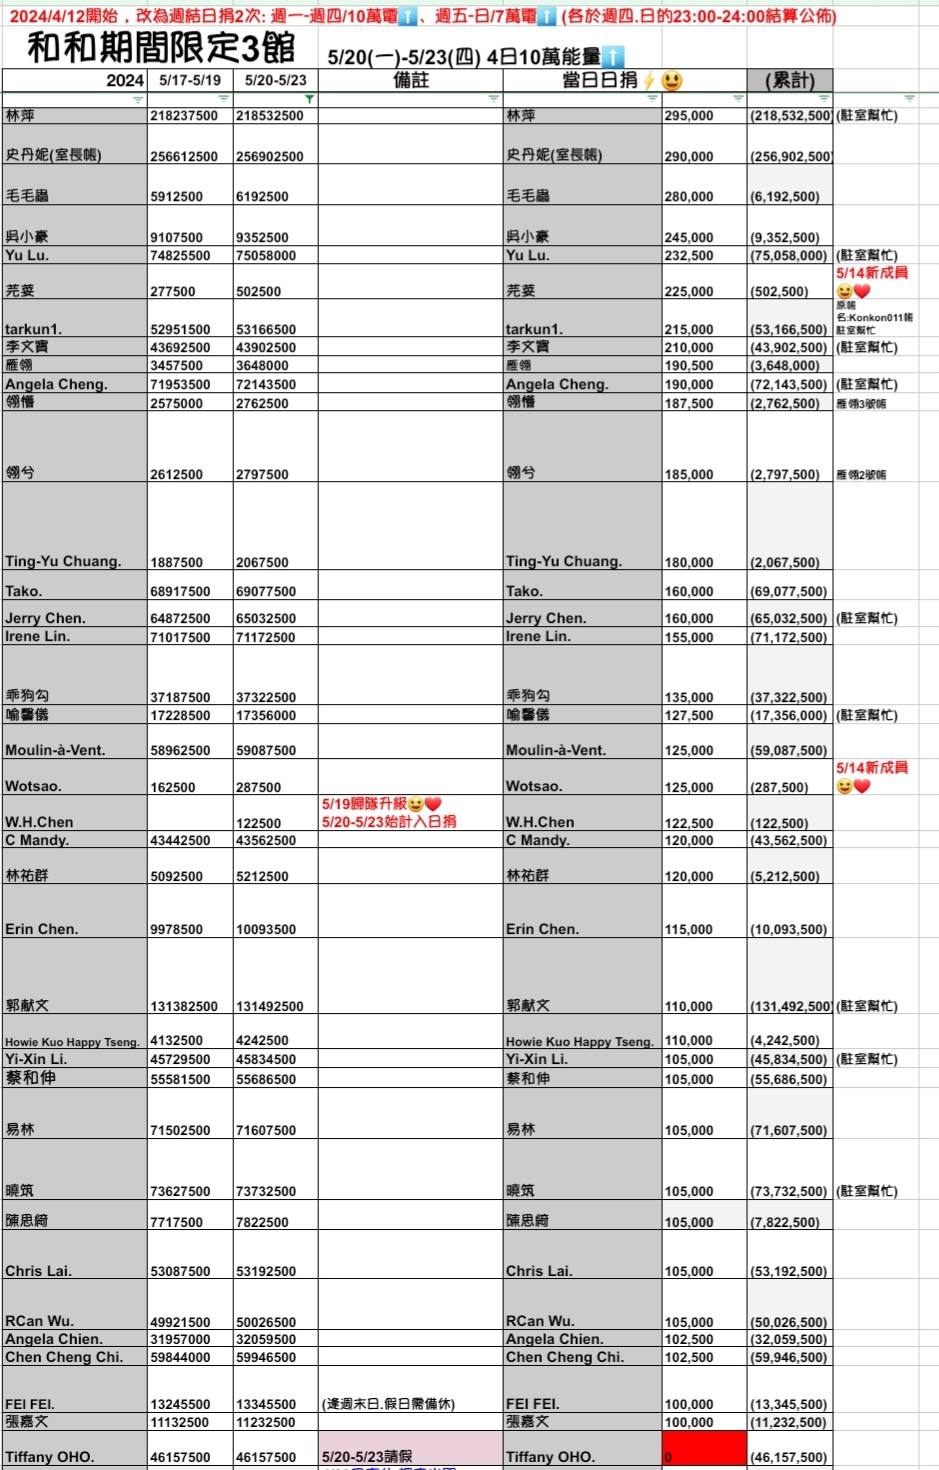 2024/4/12開始，改為週結日捐2次: 週一-週四/10萬電⬆️、週五-日/7萬電⬆️ (各於週四.日的23:00-24:00結算公佈)
和和期間限定3館 5/20(一)-5/23(四) 4日10萬能量⬆️
2024 5/17-5/19 5/20-5/23 備註 當日日捐⚡😃 (累計)
林萍 218237500 218532500 林萍 295,000 (218,532,500) (駐室幫忙)
史丹妮(室長帳) 256612500 256902500 史丹妮(室長帳) 290,000 (256,902,500)
毛毛蟲 5912500 6192500 毛毛蟲 280,000 (6,192,500)
吳小豪 9107500 9352500 吳小豪 245,000 (9,352,500)
Yu Lu. 74825500 75058000 Yu Lu. 232,500 (75,058,000) (駐室幫忙)
芫荽 277500 502500 芫荽 225,000 (502,500) 5/14新成員😉❤️
tarkun1. 52951500 53166500 tarkun1. 215,000 (53,166,500) 原帳名:Konkon011帳 駐室幫忙
李文寶 43692500 43902500 李文寶 210,000 (43,902,500) (駐室幫忙)
雁翎 3457500 3648000 雁翎 190,500 (3,648,000)
Angela Cheng. 71953500 72143500 Angela Cheng. 190,000 (72,143,500) (駐室幫忙)
翎懵 2575000 2762500 翎懵 187,500 (2,762,500) 雁翎3號帳
翎兮 2612500 2797500 翎兮 185,000 (2,797,500) 雁翎2號帳
Ting-Yu Chuang. 1887500 2067500 Ting-Yu Chuang. 180,000 (2,067,500)
Tako. 68917500 69077500 Tako. 160,000 (69,077,500)
Jerry Chen. 64872500 65032500 Jerry Chen. 160,000 (65,032,500) (駐室幫忙)
Irene Lin. 71017500 71172500 Irene Lin. 155,000 (71,172,500)
乖狗勾 37187500 37322500 乖狗勾 135,000 (37,322,500)
喻馨儀 17228500 17356000 喻馨儀 127,500 (17,356,000) (駐室幫忙)
Moulin-à-Vent. 58962500 59087500 Moulin-à-Vent. 125,000 (59,087,500)
Wotsao. 162500 287500 Wotsao. 125,000 (287,500) 5/14新成員😉❤️
W.H.Chen 122500 5/19歸隊升級😉❤️ 5/20-5/23始計入日捐 W.H.Chen 122,500 (122,500)
C Mandy. 43442500 43562500 C Mandy. 120,000 (43,562,500)
林祐群 5092500 5212500 林祐群 120,000 (5,212,500)
Erin Chen. 9978500 10093500 Erin Chen. 115,000 (10,093,500)
郭献文 131382500 131492500 郭献文 110,000 (131,492,500) (駐室幫忙)
Howie Kuo Happy Tseng. 4132500 4242500 Howie Kuo Happy Tseng. 110,000 (4,242,500)
Yi-Xin Li. 45729500 45834500 Yi-Xin Li. 105,000 (45,834,500) (駐室幫忙)
蔡和伸 55581500 55686500 蔡和伸 105,000 (55,686,500)
易林 71502500 71607500 易林 105,000 (71,607,500)
曉筑 73627500 73732500 曉筑 105,000 (73,732,500) (駐室幫忙)
陳思綺 7717500 7822500 陳思綺 105,000 (7,822,500)
Chris Lai. 53087500 53192500 Chris Lai. 105,000 (53,192,500)
RCan Wu. 49921500 50026500 RCan Wu. 105,000 (50,026,500)
Angela Chien. 31957000 32059500 Angela Chien. 102,500 (32,059,500)
Chen Cheng Chi. 59844000 59946500 Chen Cheng Chi. 102,500 (59,946,500)
FEI FEI. 13245500 13345500 (逢週末日.假日需備休) FEI FEI. 100,000 (13,345,500)
張嘉文 11132500 11232500 張嘉文 100,000 (11,232,500)
Tiffany OHO. 46157500 46157500 5/20-5/23請假 Tiffany OHO. 0 (46,157,500)